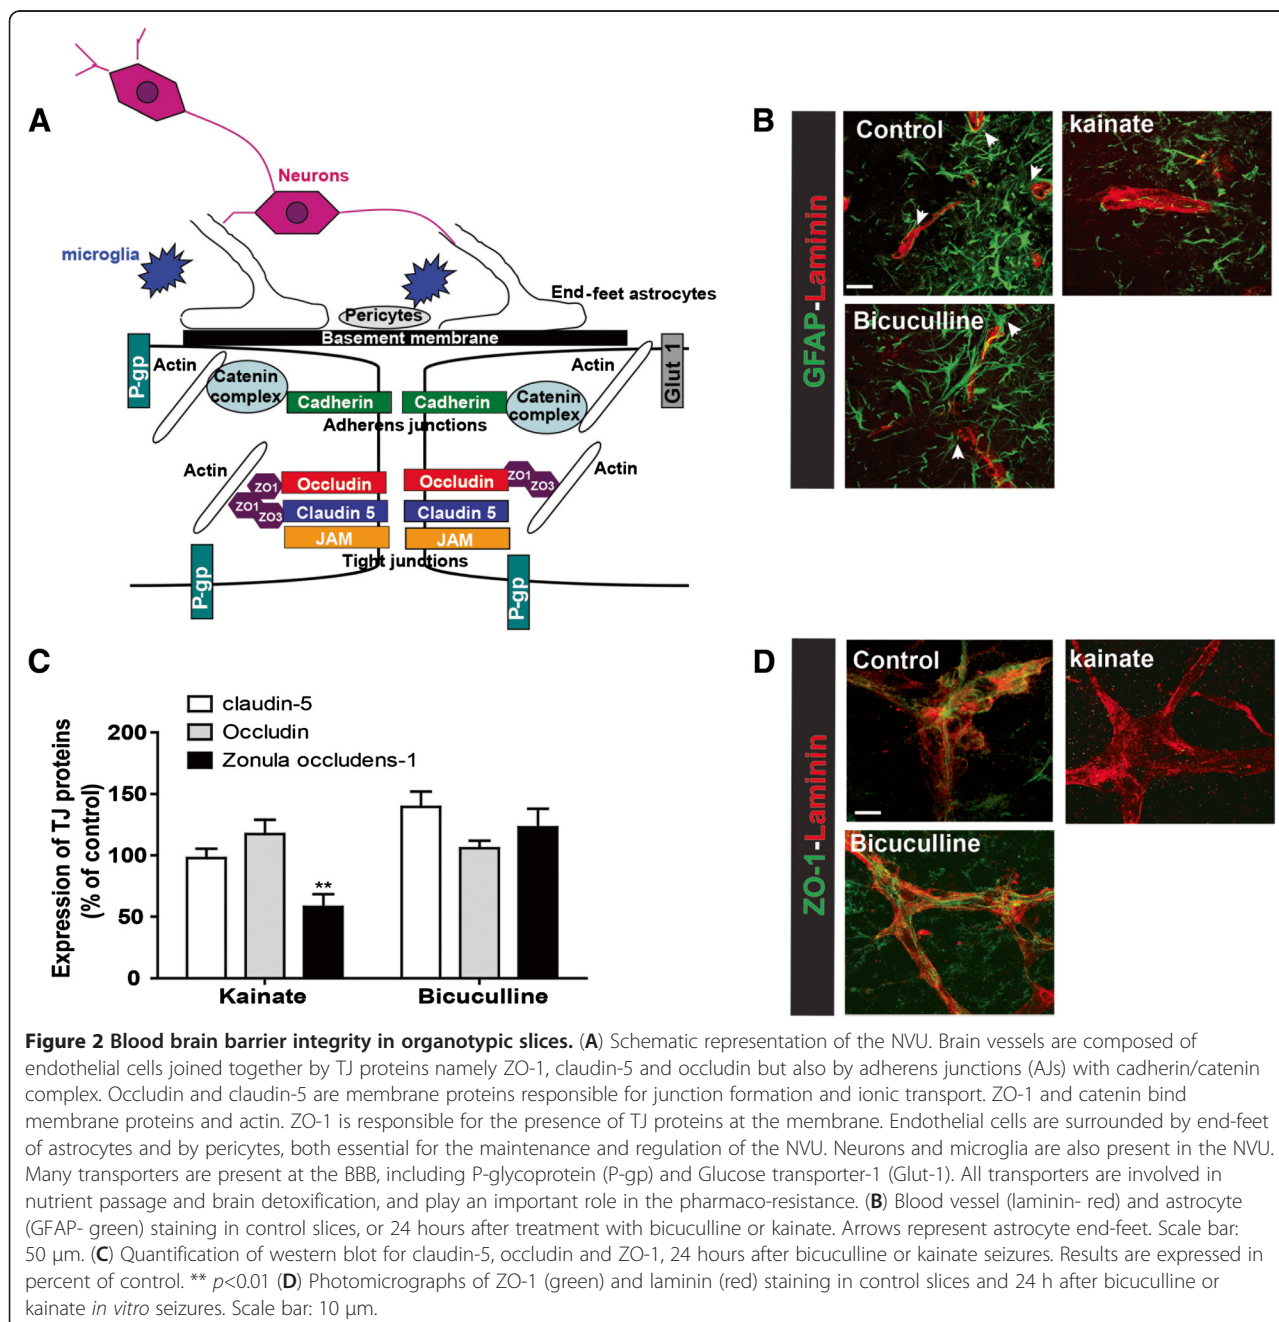 A
Neurons
microglia
End-feet astrocytes
Pericytes
Basement membrane
P-gp
Actin
Catenin
complex
Cadherin
Cadherin
Catenin
complex
Actin
Glut 1
Adherens junctions
Actin
ZO1
Occludin
Occludin
ZO1
ZO3
Actin
ZO1
ZO3
Claudin 5
Claudin 5
JAM
JAM
Tight junctions
P-gp
P-gp
B
GFAP-Laminin
Control
kainate
Bicuculline
C
claudin-5
Occludin
Zonula occludens-1
Expression of TJ proteins
(% of control)
200
150
100
50
0
**
Kainate
Bicuculline
D
ZO-1-Laminin
Control
kainate
Bicuculline
Figure 2 Blood brain barrier integrity in organotypic slices. (A) Schematic representation of the NVU. Brain vessels are composed of
endothelial cells joined together by TJ proteins namely ZO-1, claudin-5 and occludin but also by adherens junctions (AJs) with cadherin/catenin
complex. Occludin and claudin-5 are membrane proteins responsible for junction formation and ionic transport. ZO-1 and catenin bind
membrane proteins and actin. ZO-1 is responsible for the presence of TJ proteins at the membrane. Endothelial cells are surrounded by end-feet
of astrocytes and by pericytes, both essential for the maintenance and regulation of the NVU. Neurons and microglia are also present in the NVU.
Many transporters are present at the BBB, including P-glycoprotein (P-gp) and Glucose transporter-1 (Glut-1). All transporters are involved in
nutrient passage and brain detoxification, and play an important role in the pharmaco-resistance. (B) Blood vessel (laminin- red) and astrocyte
(GFAP- green) staining in control slices, or 24 hours after treatment with bicuculline or kainate. Arrows represent astrocyte end-feet. Scale bar:
50 μm. (C) Quantification of western blot for claudin-5, occludin and ZO-1, 24 hours after bicuculline or kainate seizures. Results are expressed in
percent of control. ** p<0.01 (D) Photomicrographs of ZO-1 (green) and laminin (red) staining in control slices and 24 h after bicuculline or
kainate in vitro seizures. Scale bar: 10 μm.